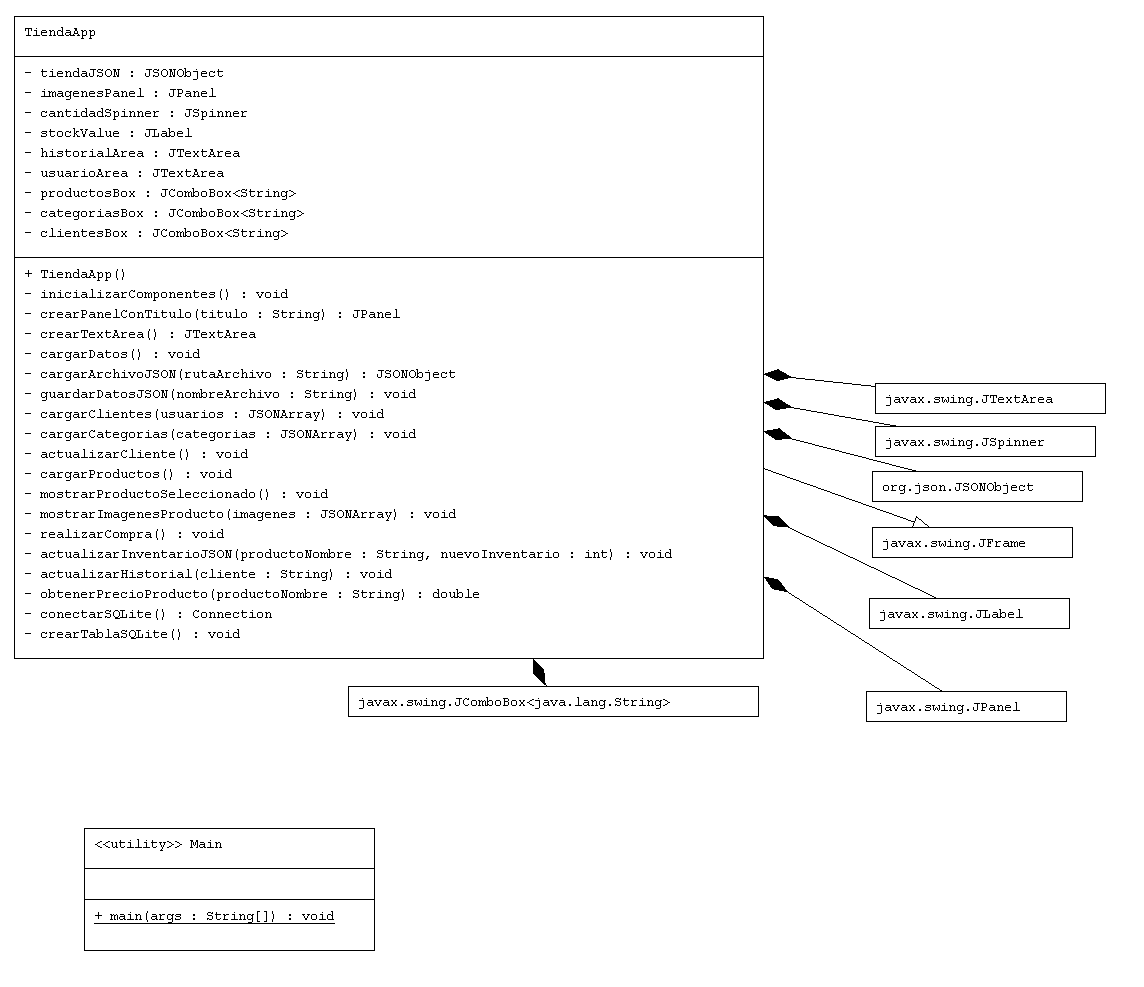 TiendaApp
- tiendaJSON : JSONObject
- imagenesPanel : JPanel
- cantidadSpinner : JSpinner
- stockValue : JLabel
- historialArea : JTextArea
- usuarioArea : JTextArea
- productosBox : JComboBox<String>
- categoriasBox : JComboBox<String>
- clientesBox : JComboBox<String>
+ TiendaApp()
- inicializarComponentes() : void
- crearPanelConTitulo(titulo : String) : JPanel
- crearTextArea() : JTextArea
- cargarDatos() : void
- cargarArchivoJSON(rutaArchivo : String) : JSONObject
- guardarDatosJSON(nombreArchivo : String) : void
- cargarClientes(usuarios : JSONArray) : void
- cargarCategorias(categorias : JSONArray) : void
- actualizarCliente() : void
- cargarProductos() : void
- mostrarProductoSeleccionado() : void
- mostrarImagenesProducto(imagenes : JSONArray) : void
- realizarCompra() : void
- actualizarInventarioJSON(productoNombre : String, nuevoInventario : int) : void
- actualizarHistorial(cliente : String) : void
- obtenerPrecioProducto(productoNombre : String) : double
- conectarSQLite() : Connection
- crearTablaSQLite() : void
javax.swing.JTextArea
javax.swing.JSpinner
org.json.JSONObject
javax.swing.JFrame
javax.swing.JLabel
javax.swing.JPanel
javax.swing.JComboBox<java.lang.String>
<<utility>> Main
+ main(args : String[]) : void